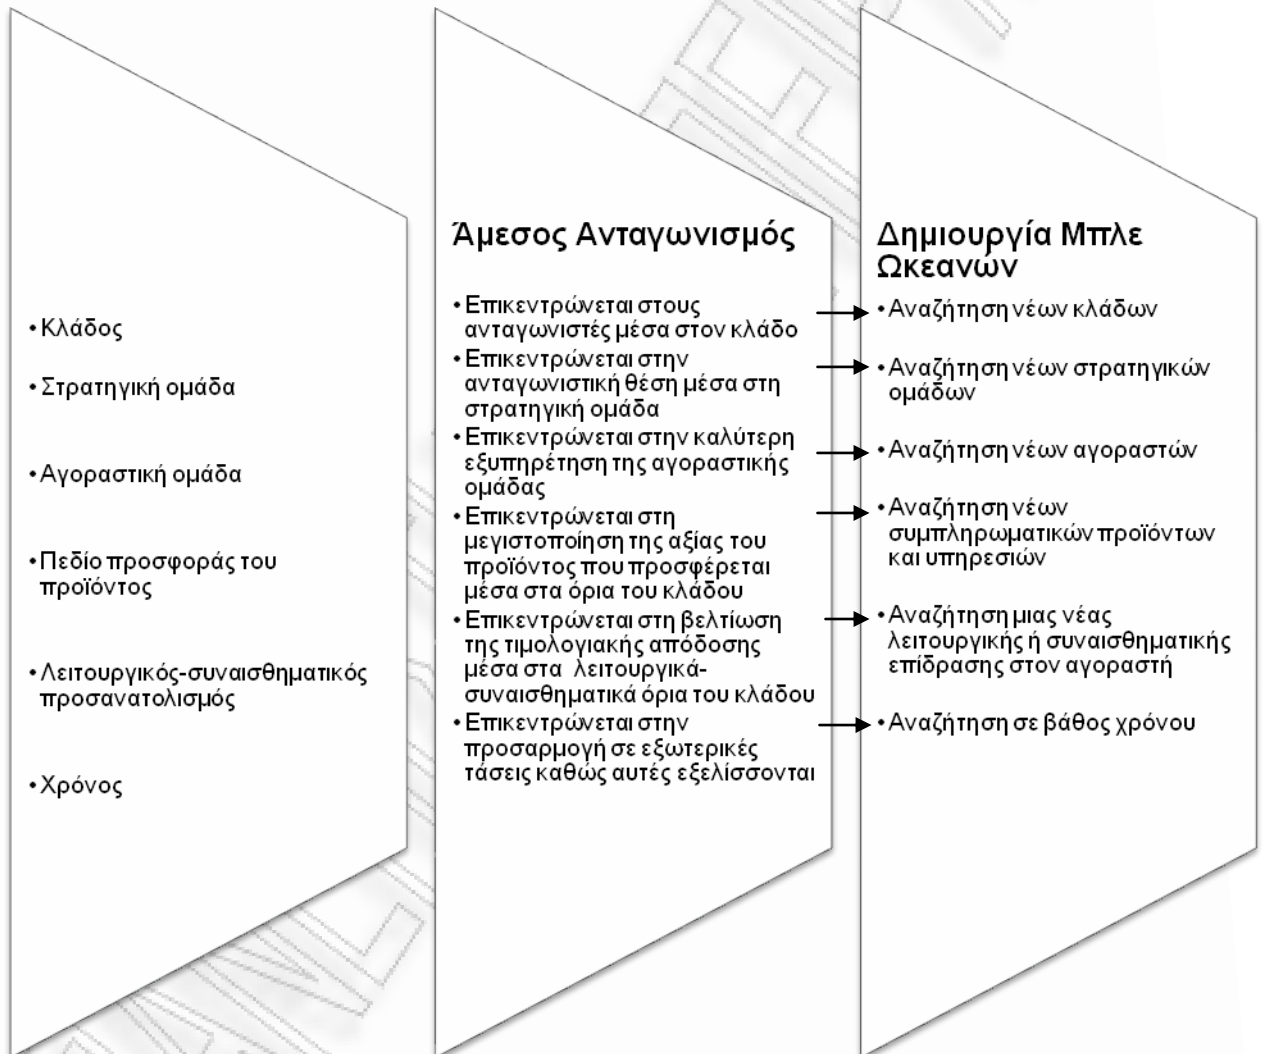 • Κλάδος
• Στρατηγική ομάδα
• Αγοραστική ομάδα
• Πεδίο προσφοράς του
προϊόντος
• Λειτουργικός-συναισθηματικός
προσανατολισμός
• Χρόνος
Άμεσος Ανταγωνισμός
• Επικεντρώνεται στους
ανταγωνιστές μέσα στον κλάδο
• Επικεντρώνεται στην
ανταγωνιστική θέση μέσα στη
στρατηγική ομάδα
• Επικεντρώνεται στην καλύτερη
εξυπηρέτηση της αγοραστικής
ομάδας
• Επικεντρώνεται στη
μεγιστοποίηση της αξίας του
προϊόντος που προσφέρεται
μέσα στα όρια του κλάδου
• Επικεντρώνεται στη βελτίωση
της τιμολογιακής απόδοσης
μέσα στα λειτουργικά-
συναισθηματικά όρια του κλάδου
• Επικεντρώνεται στην
προσαρμογή σε εξωτερικές
τάσεις καθώς αυτές εξελίσσονται
Δημιουργία Μπλε
Ωκεανών
• Αναζήτηση νέων κλάδων
• Αναζήτηση νέων στρατηγικών
ομάδων
• Αναζήτηση νέων αγοραστών
• Αναζήτηση νέων
συμπληρωματικών προϊόντων
και υπηρεσιών
• Αναζήτηση μιας νέας
λειτουργικής ή συναισθηματικής
επίδρασης στον αγοραστή
• Αναζήτηση σε βάθος χρόνου